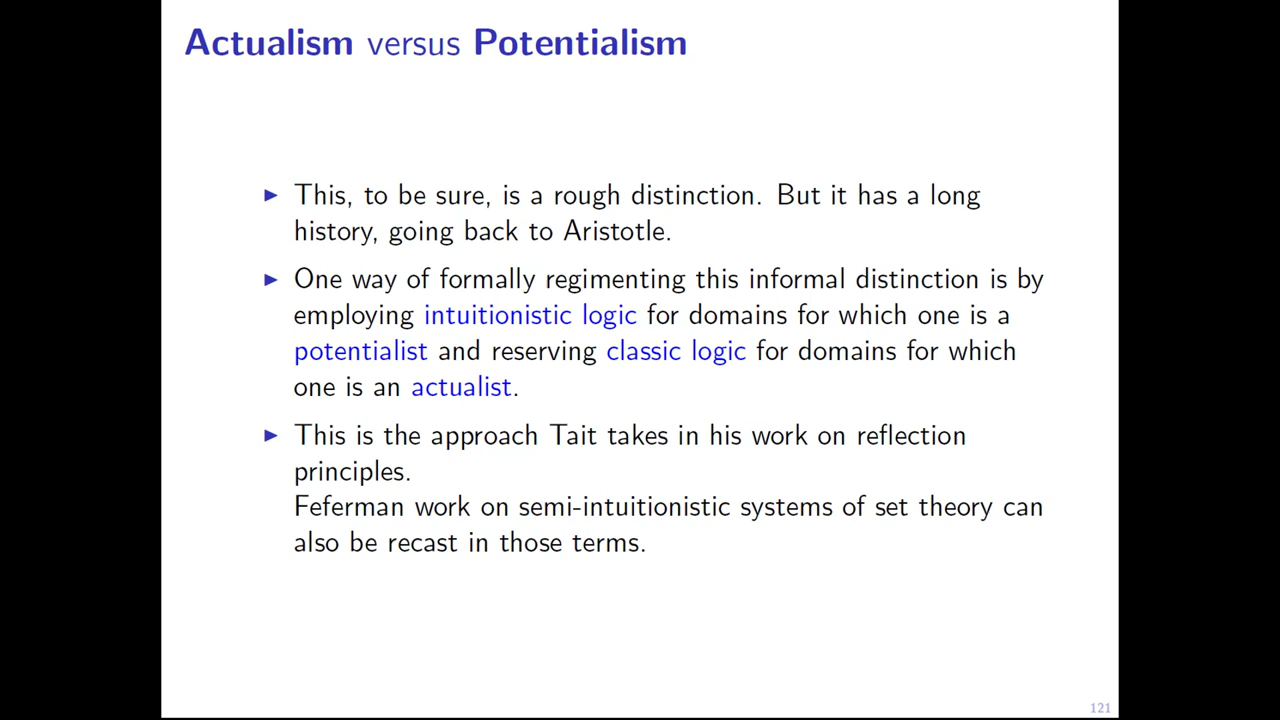 Actualism versus Potentialism
This, to be sure, is a rough distinction. But it has a long
history, going back to Aristotle.
One way of formally regimenting this informal distinction is by
employing intuitionistic logic for domains for which one is a
potentialist and reserving classic logic for domains for which
one is an actualist.
This is the approach Tait takes in his work on reflection
principles.
Feferman work on semi-intuitionistic systems of set theory can
also be recast in those terms.
121